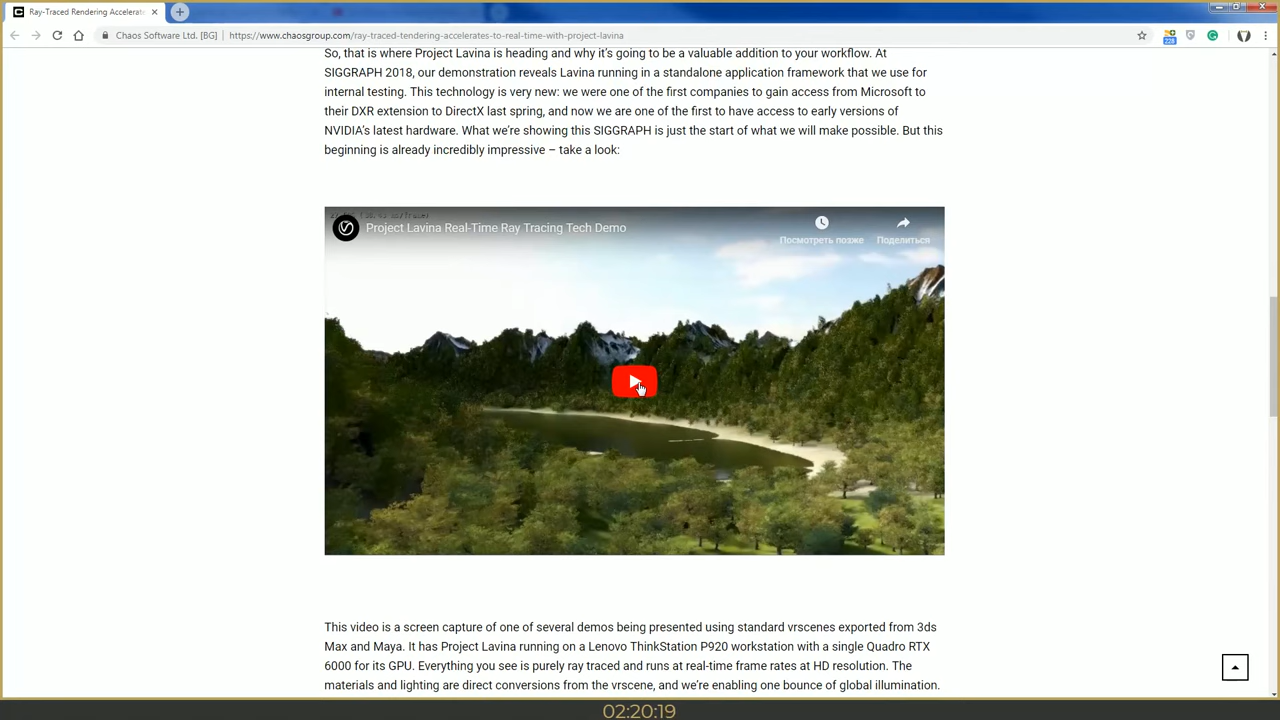 Ray-Traced Rendering Accelerat
Chaos Software Ltd. [BG]
https://www.chaosgroup.com/ray-traced-tendering-accelerates-to-real-time-with-project-lavina
228
So, that is where Project Lavina is heading and why it's going to be a valuable addition to your workflow. At
SIGGRAPH 2018, our demonstration reveals Lavina running in a standalone application framework that we use for
internal testing. This technology is very new: we were one of the first companies to gain access from Microsoft to
their DXR extension to DirectX last spring, and now we are one of the first to have access to early versions of
NVIDIA's latest hardware. What we're showing this SIGGRAPH is just the start of what we will make possible. But this
beginning is already incredibly impressive – take a look:
Project Lavina Real-Time Ray Tracing Tech Demo
Посмотреть позже
Поделиться
This video is a screen capture of one of several demos being presented using standard vrscenes exported from 3ds
Max and Maya. It has Project Lavina running on a Lenovo ThinkStation P920 workstation with a single Quadro RTX
6000 for its GPU. Everything you see is purely ray traced and runs at real-time frame rates at HD resolution. The
materials and lighting are direct conversions from the vrscene, and we're enabling one bounce of global illumination.
02:20:19